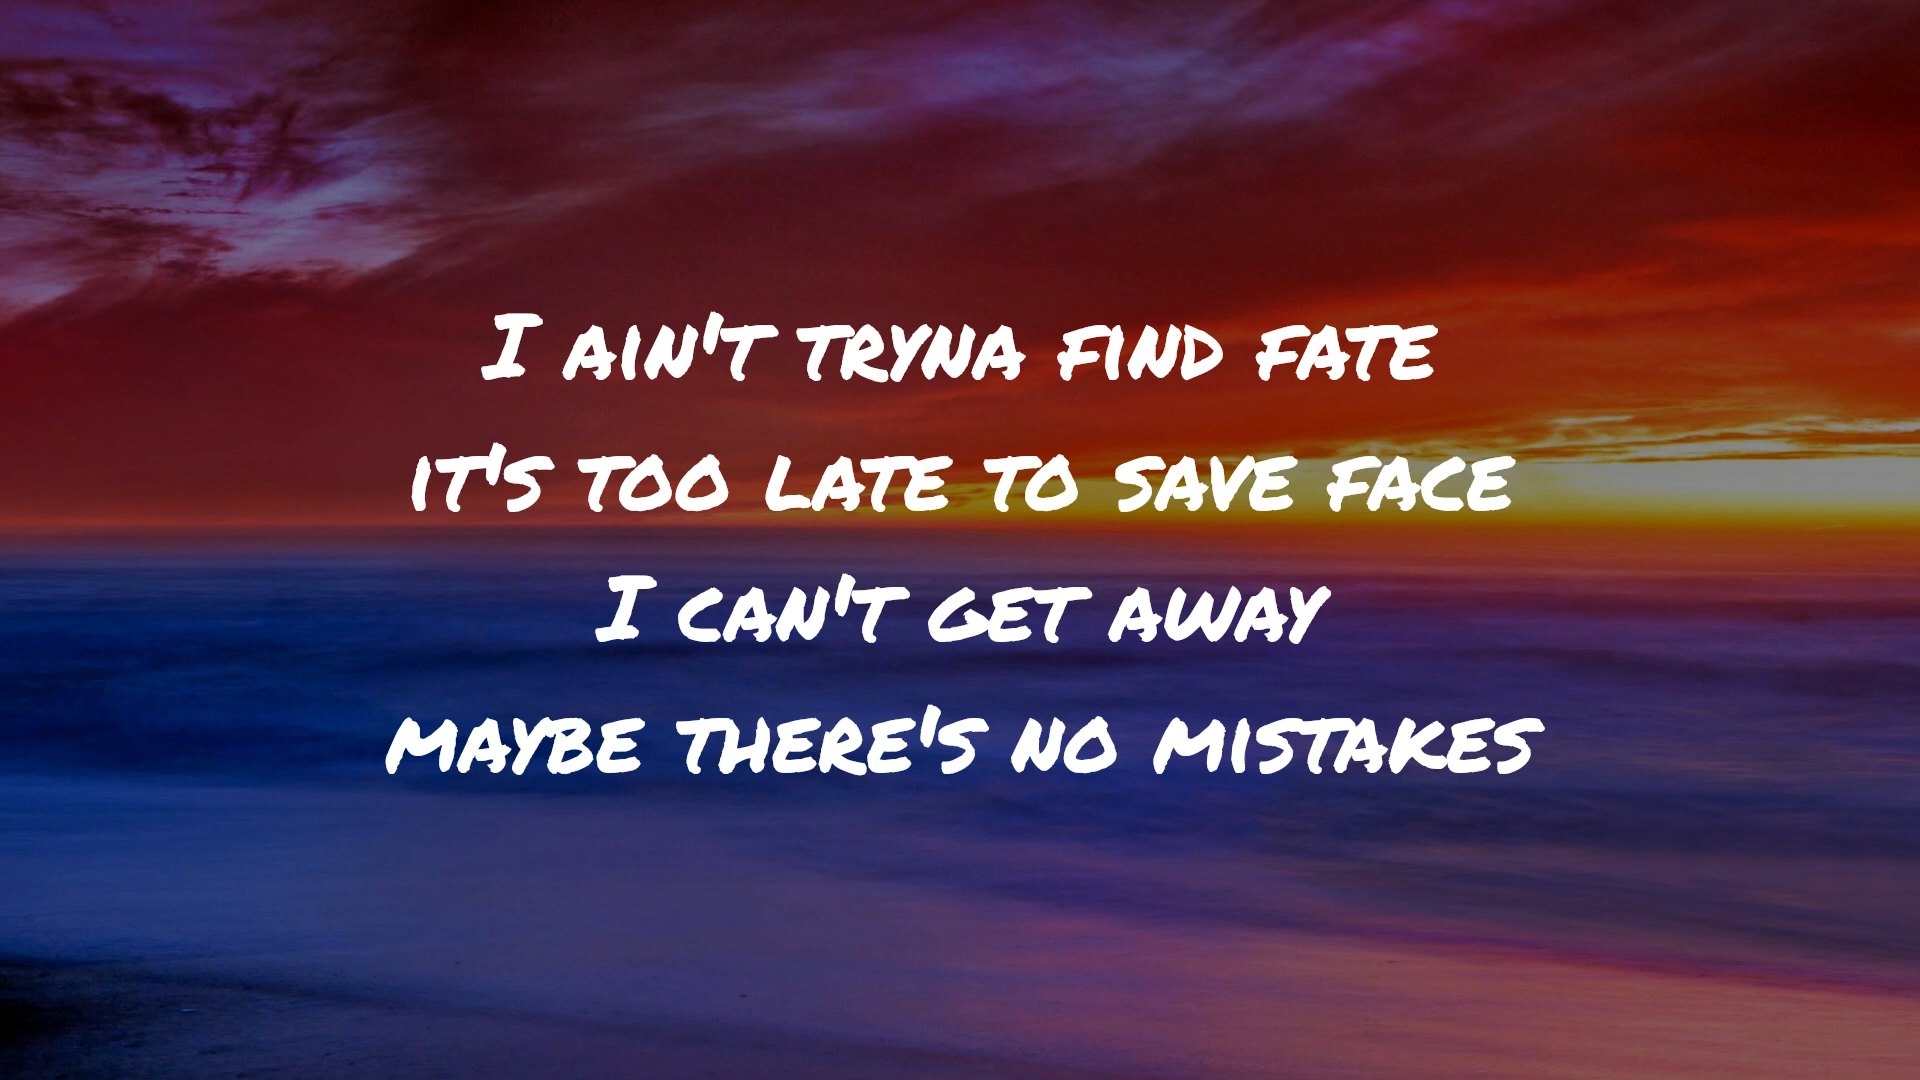 I ain't tryna find fate
it's too late to save face
I can't get away
maybe there's no mistakes